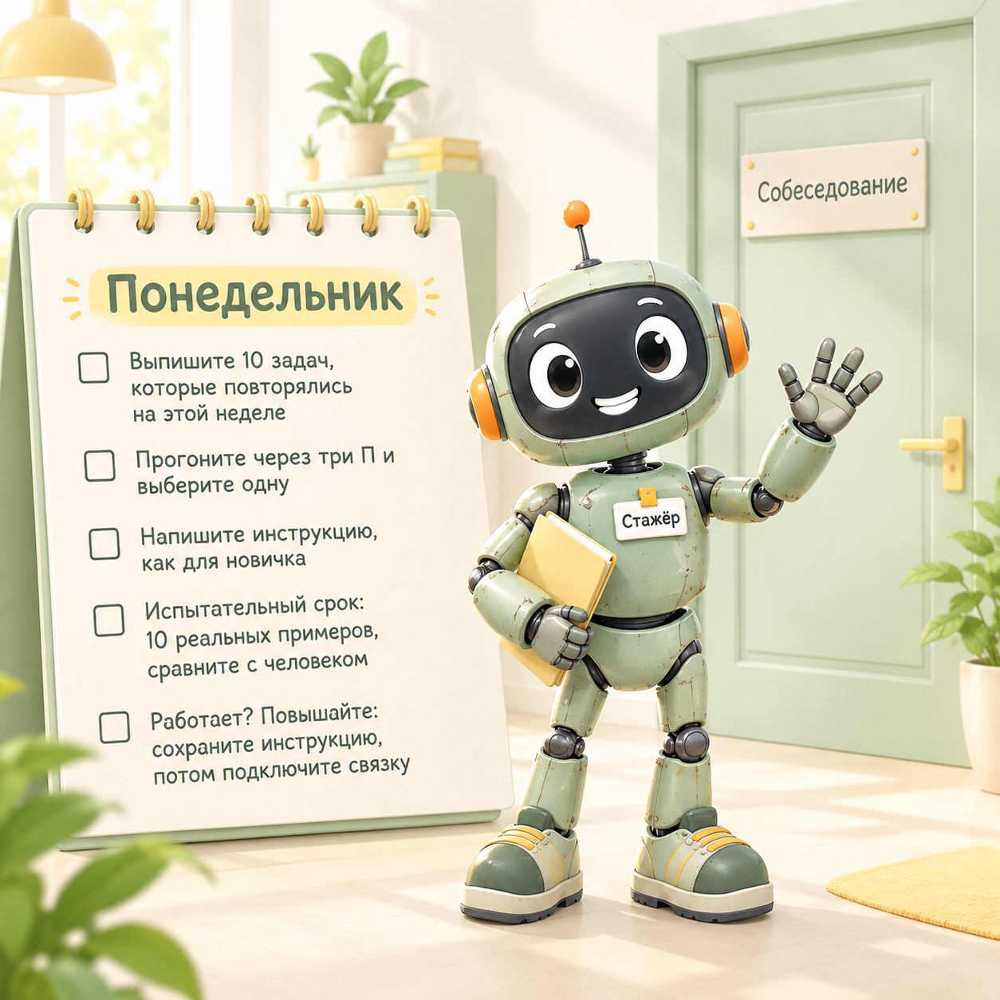 Понедельник
Выпишите 10 задач,
которые повторялись
на этой неделе
Прогоните через три П и
выберите одну
Напишите инструкцию,
как для новичка
Испытательный срок:
10 реальных примеров,
сравните с человеком
Работает? Повышайте:
сохраните инструкцию,
потом подключите связку
Собеседование
Стажёр